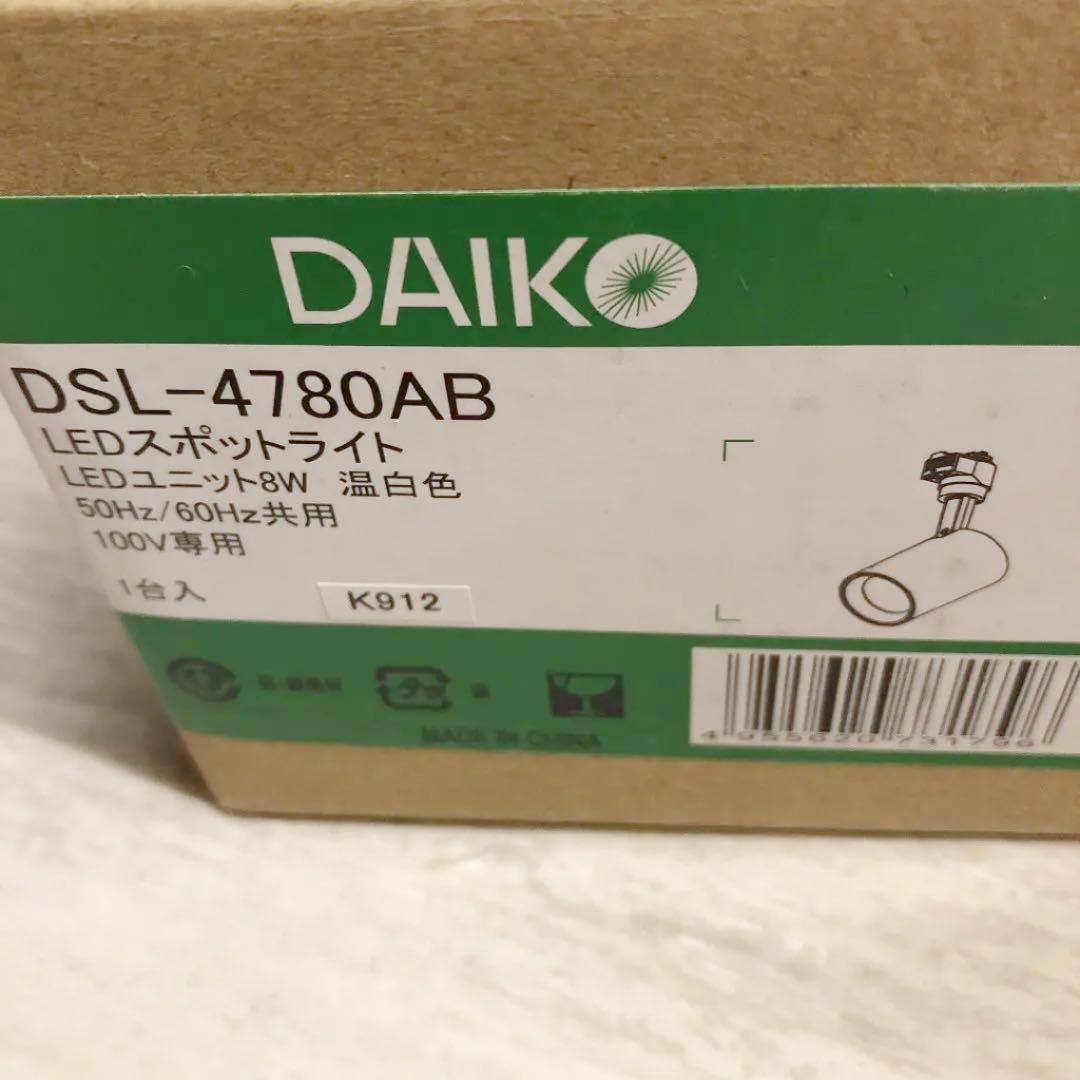 DAIKO
DSL-4780AB
LEDスポットライト
LEDユニット8W 温白色
50Hz/60Hz共用
100V専用
1台入
K912
MADE IN CHINA